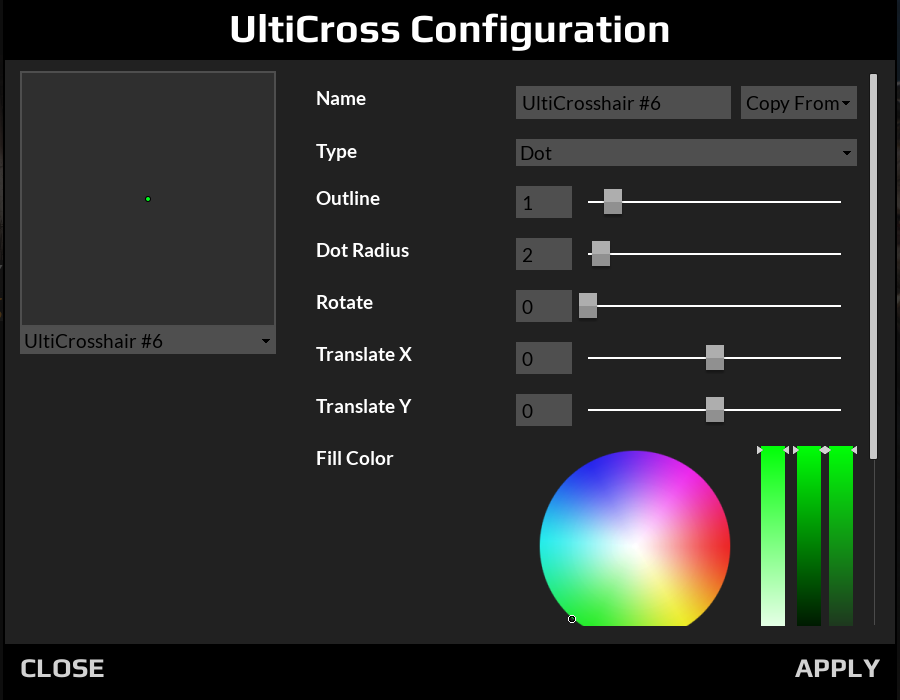 UltiCross Configuration
Name
UltiCrosshair #6
Copy From
Type
Dot
Outline
1
Dot Radius
2
Rotate
0
UltiCrosshair #6
Translate X
0
Translate Y
0
Fill Color
CLOSE
APPLY